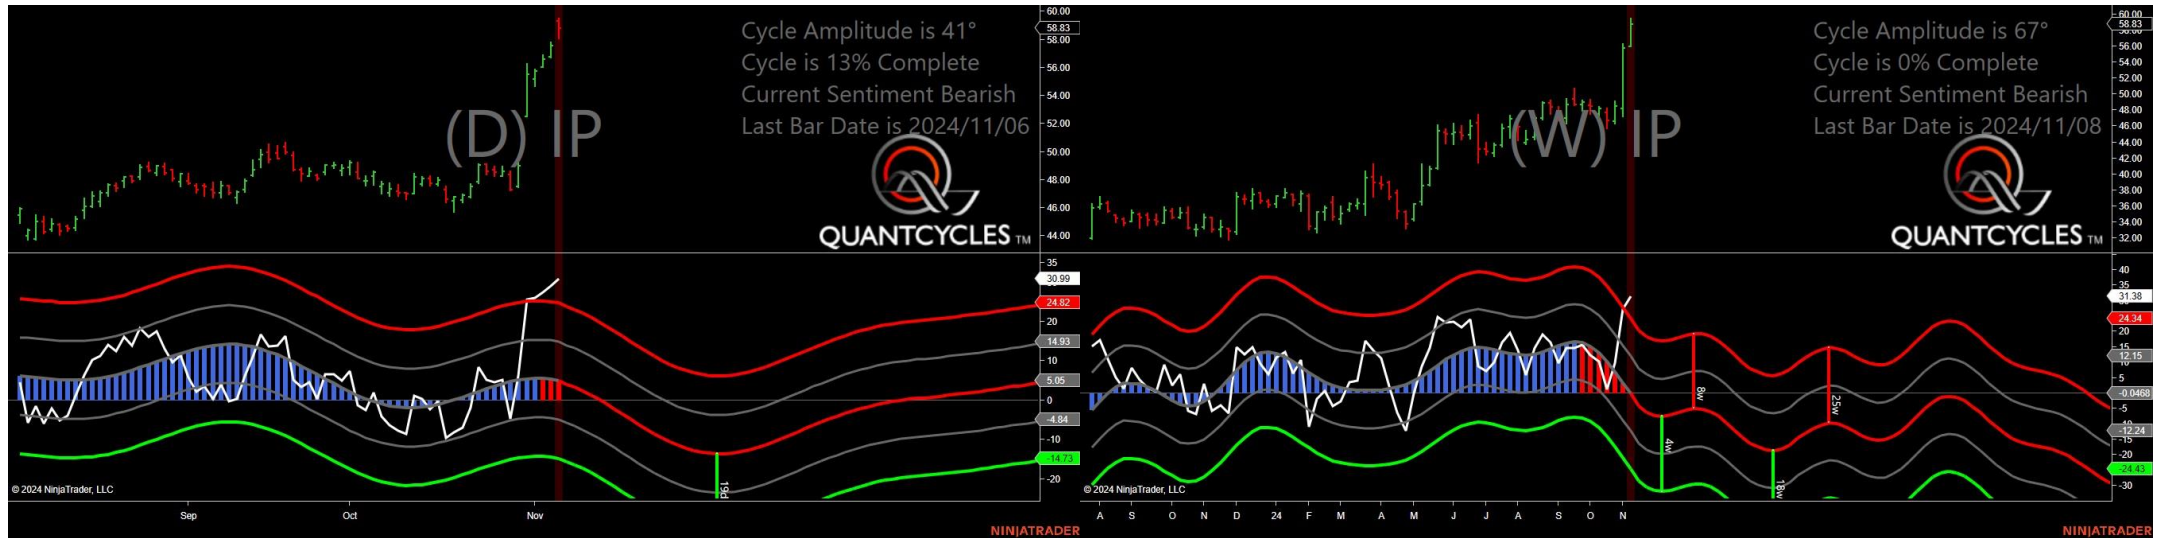 Cycle Amplitude is 41°
Cycle is 13% Complete
Current Sentiment Bearish
Last Bar Date is 2024/11/06
(D) IP
QUANTCYCLES TM
60.00
58.83
58.00
56.00
54.00
52.00
50.00
48.00
46.00
44.00
35
30.99
24.82
20
14.93
10
5.05
0
-4.84
-10
-14.73
-20
19d
© 2024 NinjaTrader, LLC
Sep Oct Nov
NINJATRADER
Cycle Amplitude is 67°
Cycle is 0% Complete
Current Sentiment Bearish
Last Bar Date is 2024/11/08
(W) IP
QUANTCYCLES TM
60.00
58.83
54.00
52.00
50.00
48.00
46.00
44.00
42.00
40.00
38.00
36.00
34.00
32.00
40
35
31.38
24.34
20
15
12.15
5
-0.0468
-5
-12.24
-15
-20
-24.43
-30
8w
25w
4w
18w
© 2024 NinjaTrader, LLC
A S O N D 24 F M A M J J A S O N
NINJATRADER